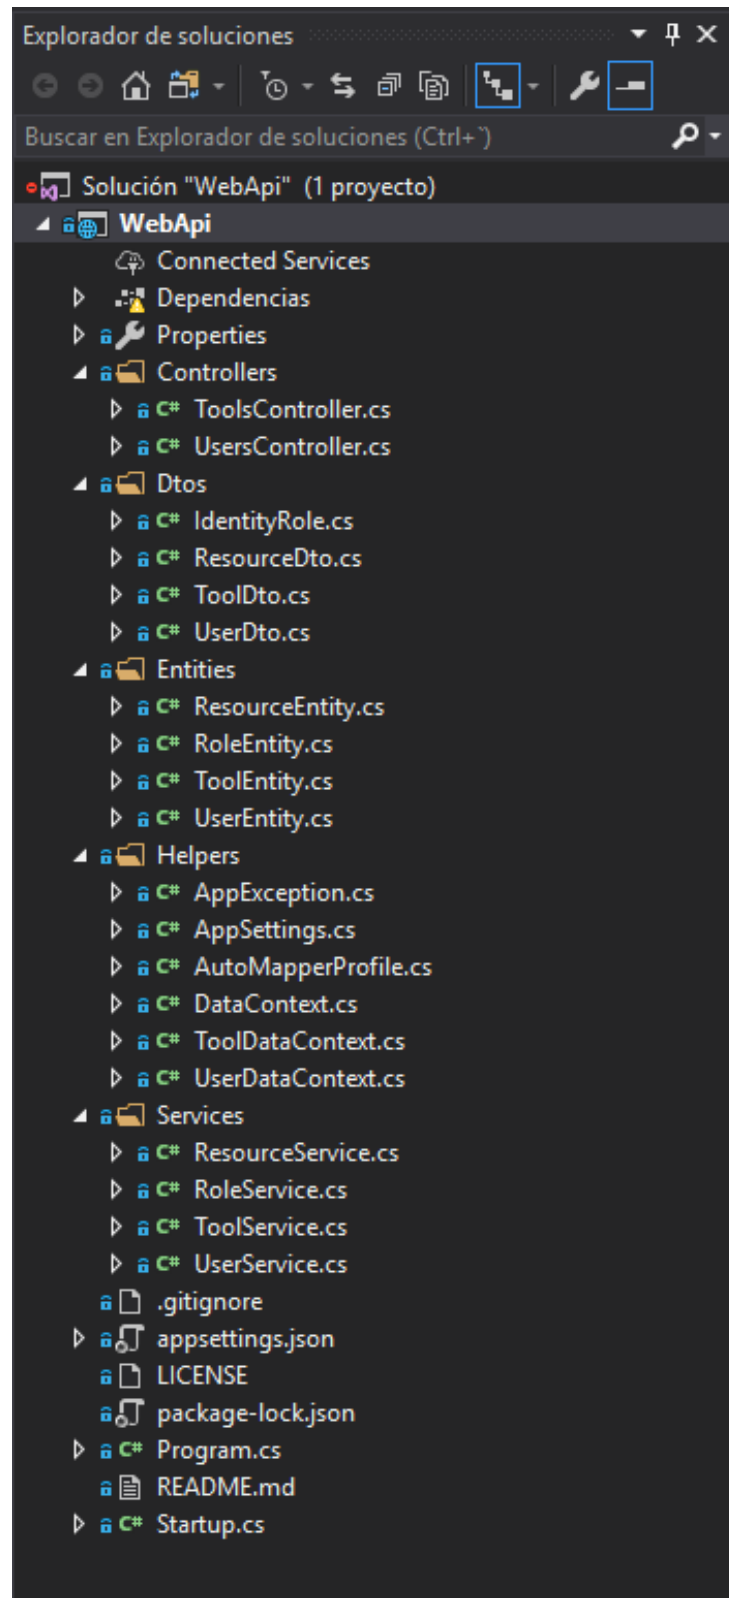 Explorador de soluciones
Buscar en Explorador de soluciones (Ctrl+`)
Solución "WebApi" (1 proyecto)
WebApi
Connected Services
Dependencias
Properties
Controllers
C# ToolsController.cs
C# UsersController.cs
Dtos
C# IdentityRole.cs
C# ResourceDto.cs
C# ToolDto.cs
C# UserDto.cs
Entities
C# ResourceEntity.cs
C# RoleEntity.cs
C# ToolEntity.cs
C# UserEntity.cs
Helpers
C# AppException.cs
C# AppSettings.cs
C# AutoMapperProfile.cs
C# DataContext.cs
C# ToolDataContext.cs
C# UserDataContext.cs
Services
C# ResourceService.cs
C# RoleService.cs
C# ToolService.cs
C# UserService.cs
.gitignore
appsettings.json
LICENSE
package-lock.json
C# Program.cs
README.md
C# Startup.cs